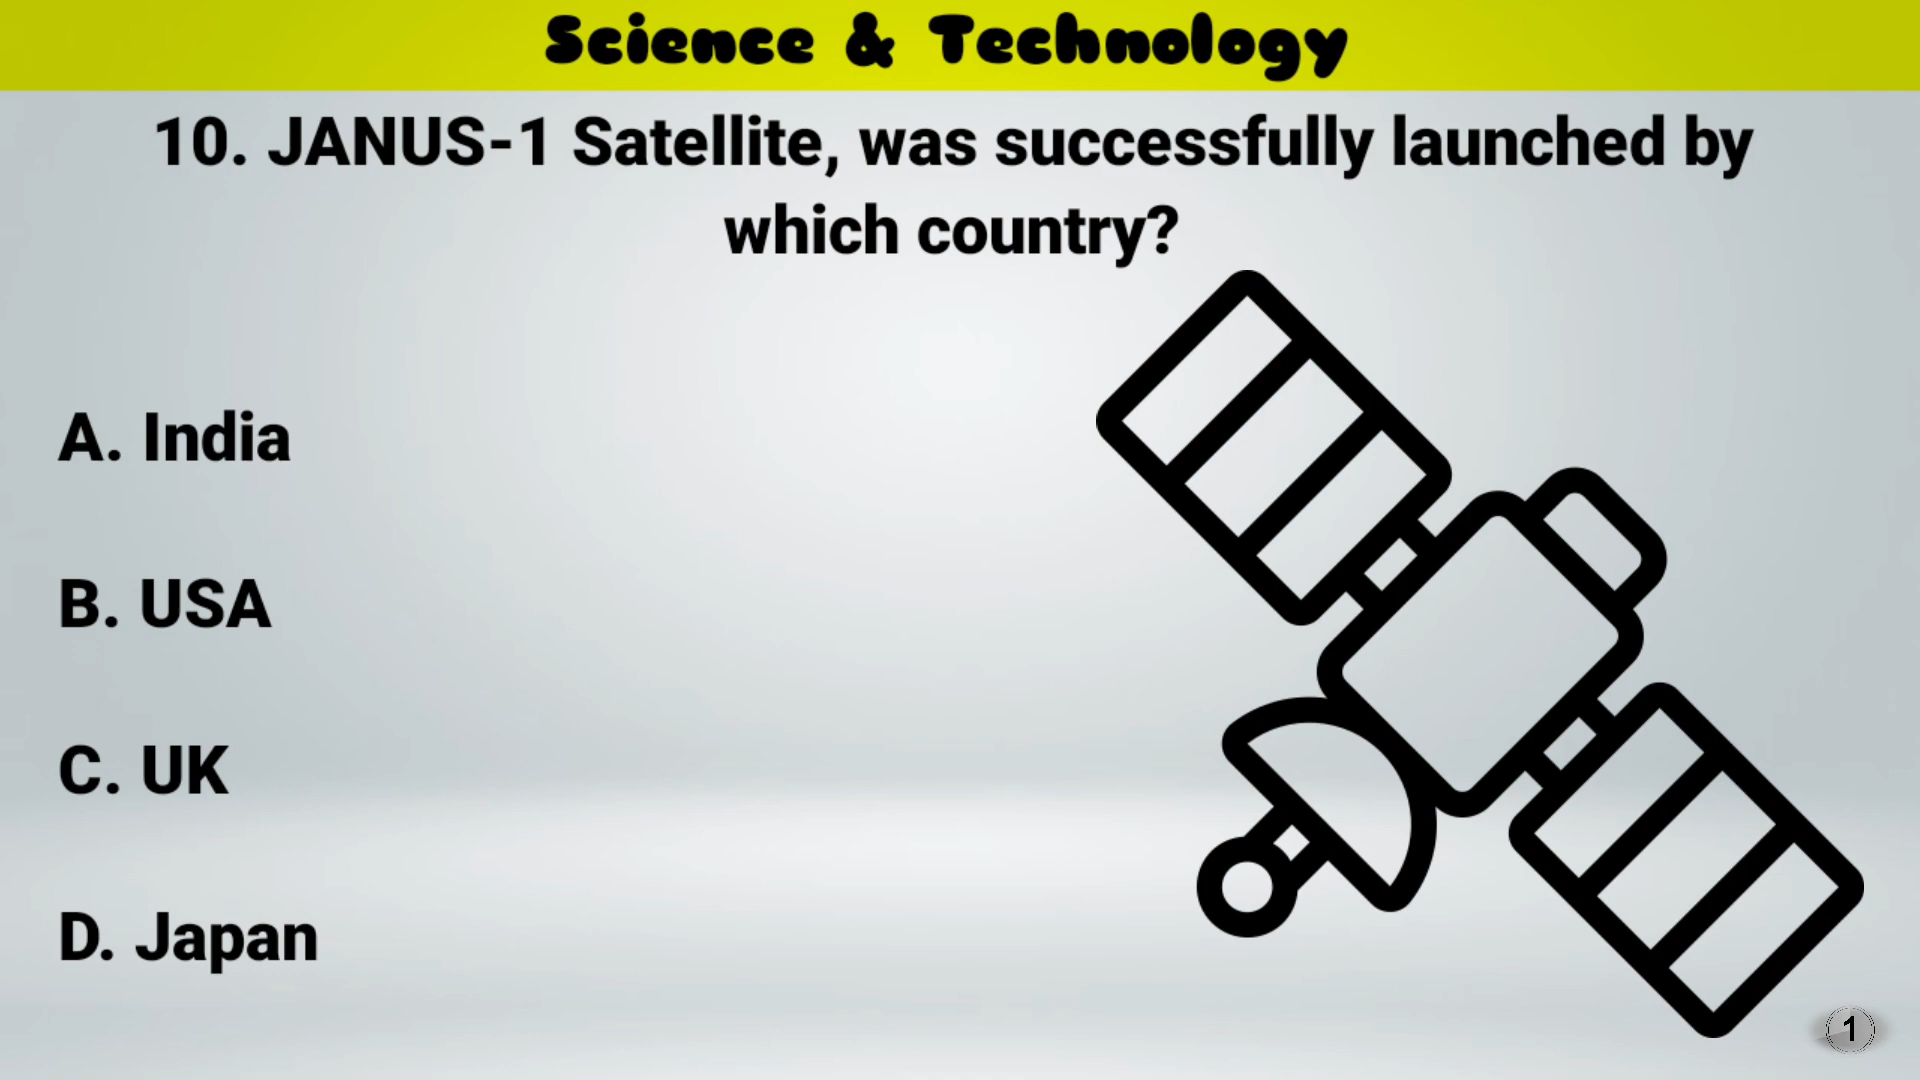 Science & Technology
10. JANUS-1 Satellite, was successfully launched by
which country?
A. India
B. USA
C. UK
D. Japan
1